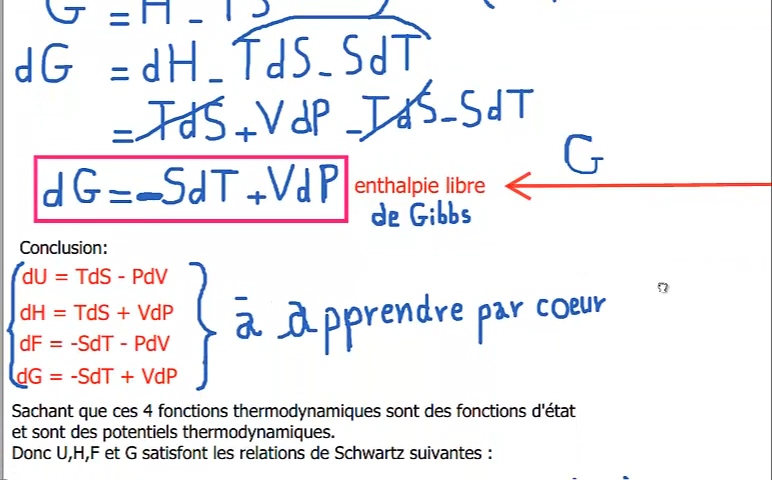 G = H - TS
dG = dH - TdS - SdT
= TdS + VdP - TdS - SdT
G
dG = -SdT + VdP enthalpie libre
de Gibbs
Conclusion:
dU = TdS - PdV
dH = TdS + VdP
à apprendre par coeur
dF = -SdT - PdV
dG = -SdT + VdP
Sachant que ces 4 fonctions thermodynamiques sont des fonctions d'état
et sont des potentiels thermodynamiques.
Donc U,H,F et G satisfont les relations de Schwartz suivantes :